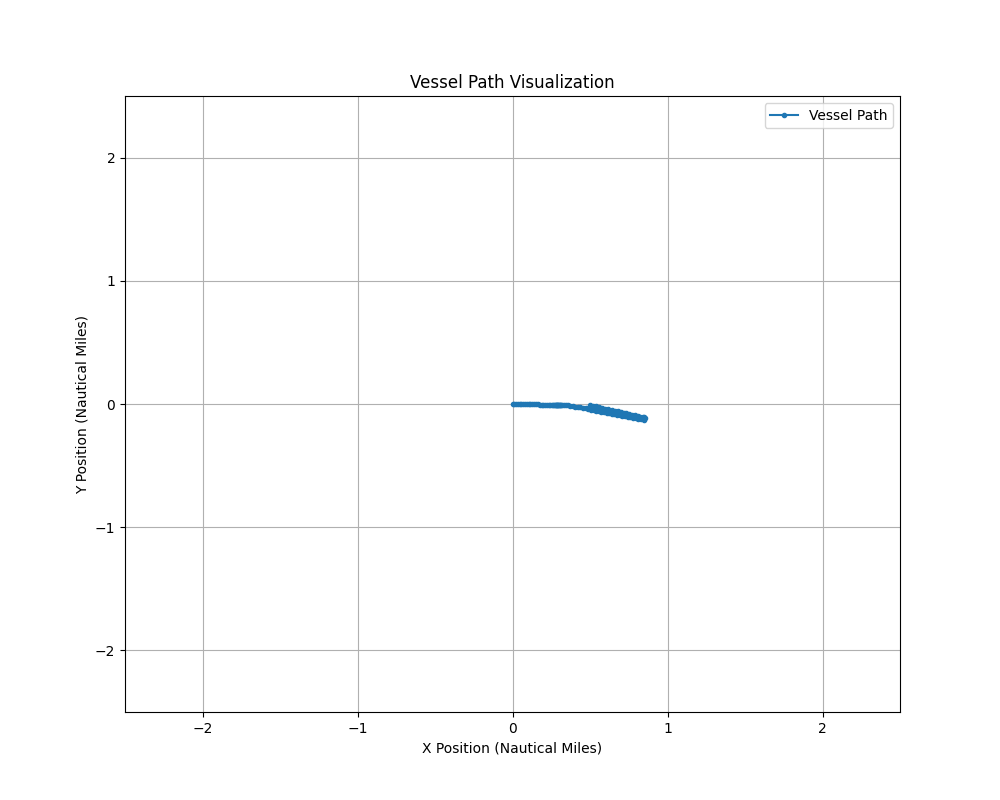 Vessel Path Visualization
Vessel Path
2
1
0
−1
−2
Y Position (Nautical Miles)
−2
−1
0
1
2
X Position (Nautical Miles)